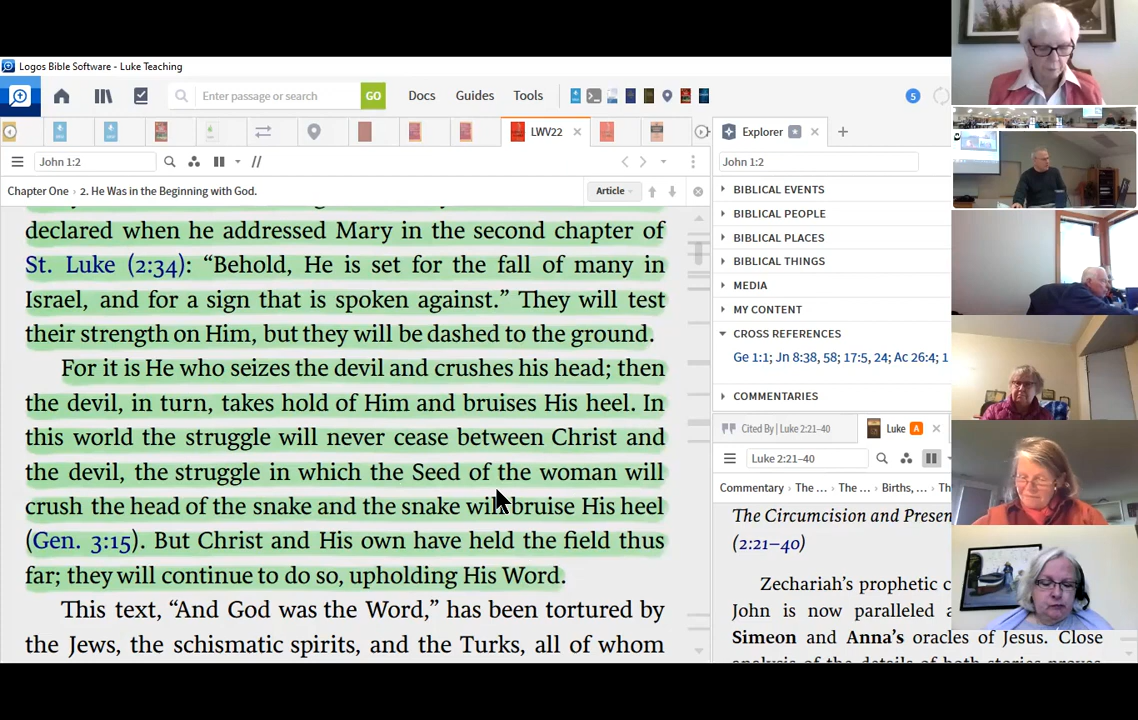 Logos Bible Software - Luke Teaching
Enter passage or search
GO
Docs
Guides
Tools
5
LWV22
Explorer
John 1:2
John 1:2
Chapter One
2. He Was in the Beginning with God.
Article
declared when he addressed Mary in the second chapter of
St. Luke (2:34): “Behold, He is set for the fall of many in
Israel, and for a sign that is spoken against.” They will test
their strength on Him, but they will be dashed to the ground.
For it is He who seizes the devil and crushes his head; then
the devil, in turn, takes hold of Him and bruises His heel. In
this world the struggle will never cease between Christ and
the devil, the struggle in which the Seed of the woman will
crush the head of the snake and the snake will bruise His heel
(Gen. 3:15). But Christ and His own have held the field thus
far; they will continue to do so, upholding His Word.
This text, “And God was the Word,” has been tortured by
the Jews, the schismatic spirits, and the Turks, all of whom
BIBLICAL EVENTS
BIBLICAL PEOPLE
BIBLICAL PLACES
BIBLICAL THINGS
MEDIA
MY CONTENT
CROSS REFERENCES
Ge 1:1; Jn 8:38, 58; 17:5, 24; Ac 26:4; 1
COMMENTARIES
Cited By | Luke 2:21–40
Luke A
Luke 2:21–40
Commentary › The ... › The ... › Births, ... › Th
The Circumcision and Presen
(2:21–40)
Zechariah’s prophetic c
John is now paralleled a
Simeon and Anna’s oracles of Jesus. Close